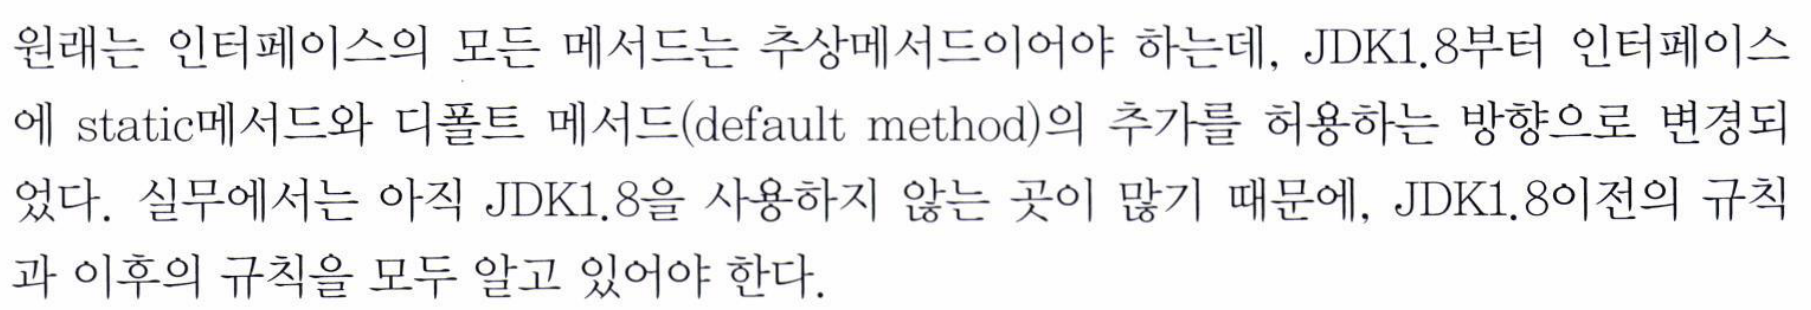 원래는 인터페이스의 모든 메서드는 추상메서드이어야 하는데, JDK1.8부터 인터페이스
에 static메서드와 디폴트 메서드(default method)의 추가를 허용하는 방향으로 변경되
었다. 실무에서는 아직 JDK1.8을 사용하지 않는 곳이 많기 때문에, JDK1.8이전의 규칙
과 이후의 규칙을 모두 알고 있어야 한다.